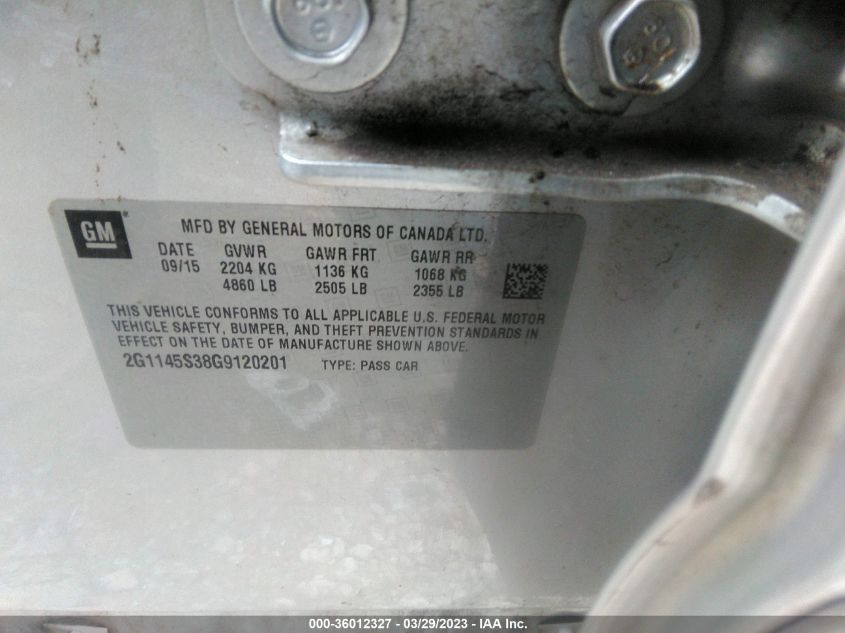 GM
MFD BY GENERAL MOTORS OF CANADA LTD.
DATE GVWR GAWR FRT GAWR RR
09/15 2204 KG 1136 KG 1068 KG
4860 LB 2505 LB 2355 LB
THIS VEHICLE CONFORMS TO ALL APPLICABLE U.S. FEDERAL MOTOR
VEHICLE SAFETY, BUMPER, AND THEFT PREVENTION STANDARDS IN
EFFECT ON THE DATE OF MANUFACTURE SHOWN ABOVE.
2G1145S38G9120201 TYPE: PASS CAR
000-36012327 - 03/29/2023 - IAA Inc.